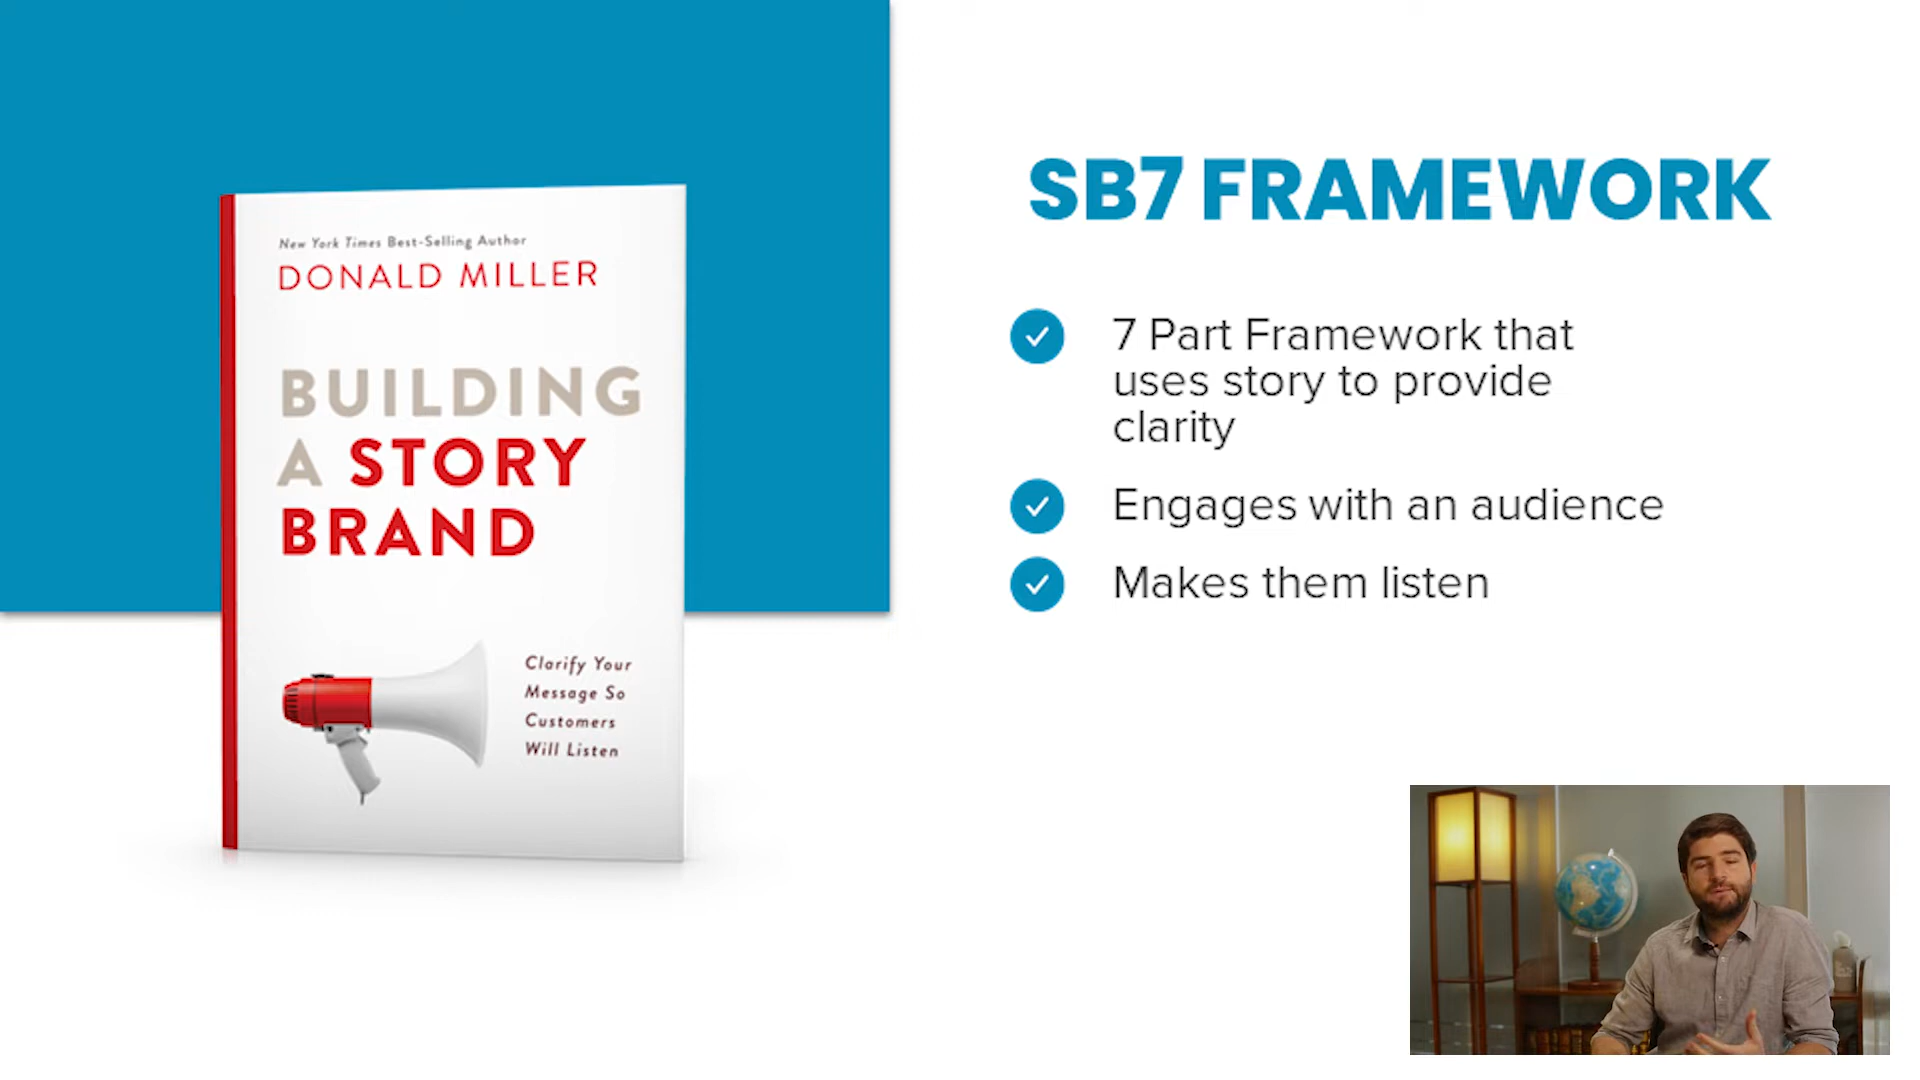 New York Times Best-Selling Author
DONALD MILLER
BUILDING
A STORY
BRAND
Clarify Your
Message So
Customers
Will Listen
SB7 FRAMEWORK
7 Part Framework that
uses story to provide
clarity
Engages with an audience
Makes them listen